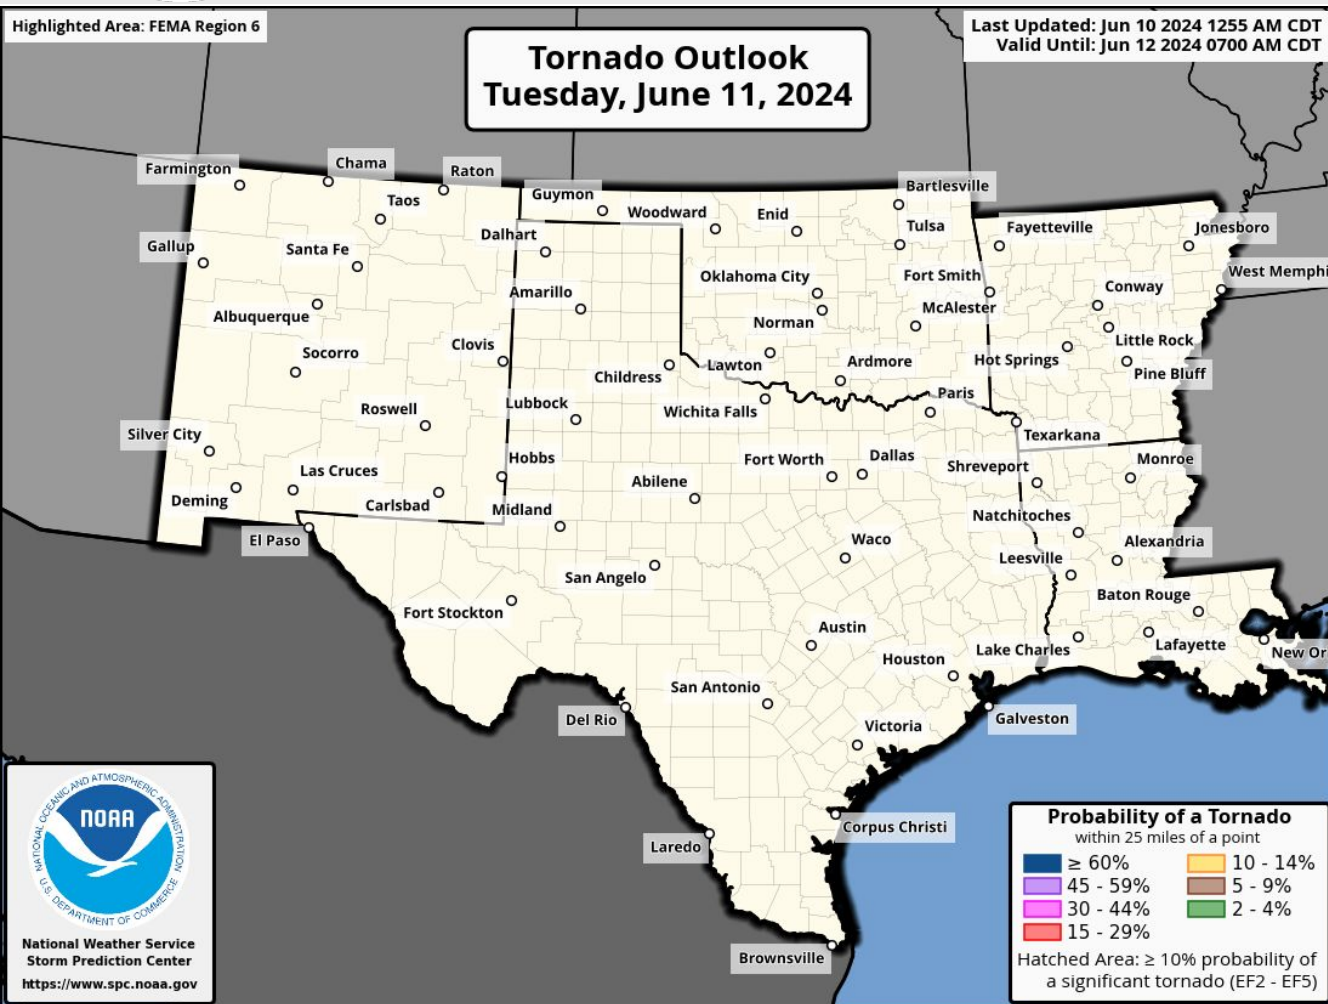 Highlighted Area: FEMA Region 6
Last Updated: Jun 10 2024 1255 AM CDT
Valid Until: Jun 12 2024 0700 AM CDT
Tornado Outlook
Tuesday, June 11, 2024
Farmington
Chama
Raton
Taos
Guymon
Woodward
Enid
Bartlesville
Tulsa
Fayetteville
Jonesboro
Gallup
Santa Fe
Dalhart
Oklahoma City
Fort Smith
West Memphi
Conway
Albuquerque
Amarillo
Norman
McAlester
Little Rock
Socorro
Clovis
Childress
Lawton
Ardmore
Hot Springs
Pine Bluff
Roswell
Lubbock
Wichita Falls
Paris
Texarkana
Silver City
Las Cruces
Hobbs
Abilene
Fort Worth
Dallas
Shreveport
Monroe
Deming
Carlsbad
Midland
Natchitoches
El Paso
San Angelo
Waco
Leesville
Alexandria
Fort Stockton
Baton Rouge
Austin
Houston
Lake Charles
Lafayette
New Or
San Antonio
Del Rio
Victoria
Galveston
Laredo
Corpus Christi
Brownsville
NATIONAL OCEANIC AND ATMOSPHERIC ADMINISTRATION
NOAA
U.S. DEPARTMENT OF COMMERCE
National Weather Service
Storm Prediction Center
https://www.spc.noaa.gov
Probability of a Tornado
within 25 miles of a point
≥ 60%
10 - 14%
45 - 59%
5 - 9%
30 - 44%
2 - 4%
15 - 29%
Hatched Area: ≥ 10% probability of
a significant tornado (EF2 - EF5)